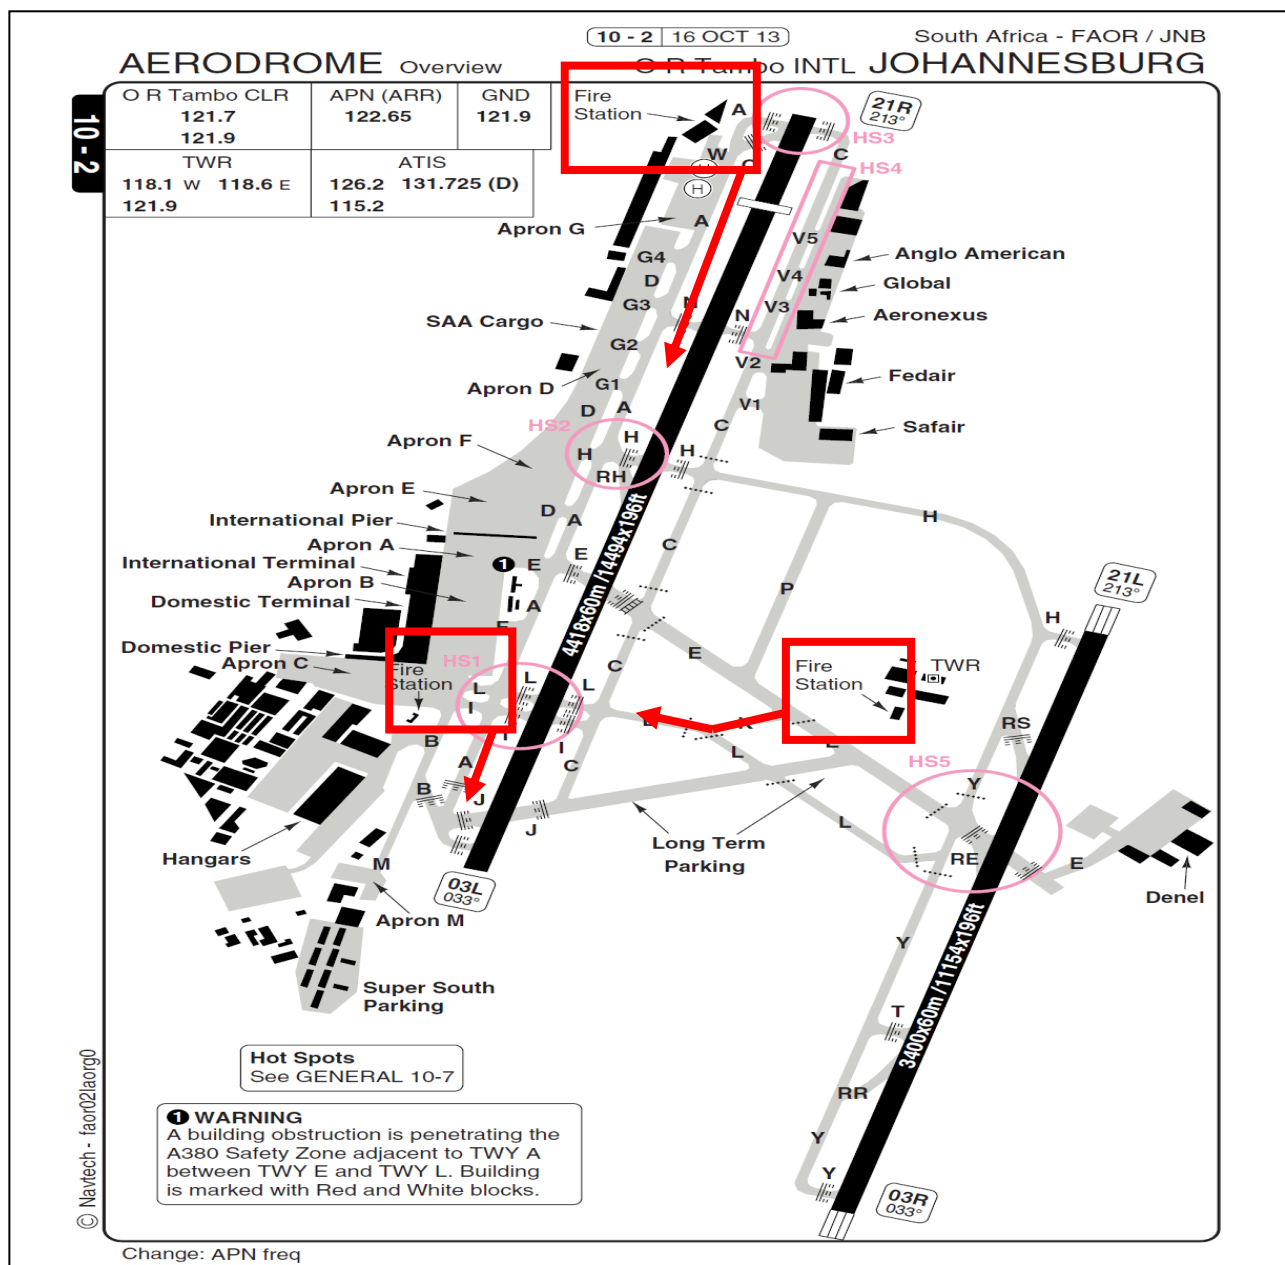 10 - 2 | 16 OCT 13
South Africa - FAOR / JNB
AERODROME Overview
O R Tambo INTL JOHANNESBURG
10 - 2
O R Tambo CLR
121.7
121.9
APN (ARR)
122.65
GND
121.9
TWR
118.1 W 118.6 E
121.9
ATIS
126.2 131.725 (D)
115.2
Fire
Station
A
21R
213°
HS3
W
C
C
HS4
H
A
Apron G
V5
G4
Anglo American
D
V4
Global
G3
N
V3
N
Aeronexus
SAA Cargo
G2
V2
Apron D
G1
Fedair
D
A
V1
HS2
C
Safair
Apron F
H
H
H
RH
Apron E
D
A
H
International Pier
4418x60m /14494x196ft
Apron A
E
C
International Terminal
1
E
21L
213°
Apron B
P
Domestic Terminal
A
H
Domestic Pier
HS1
E
Apron C
C
Fire
Station
L
L
L
Fire
Station
TWR
I
K
RS
B
I
L
L
A
C
HS5
B
J
Y
J
L
Long Term
Parking
Hangars
M
RE
E
03L
033°
Denel
Apron M
3400x60m /11154x196ft
Y
Super South
Parking
T
Hot Spots
See GENERAL 10-7
RR
1 WARNING
A building obstruction is penetrating the
A380 Safety Zone adjacent to TWY A
between TWY E and TWY L. Building
is marked with Red and White blocks.
Y
Y
03R
033°
© Navtech - faor02laorg0
Change: APN freq